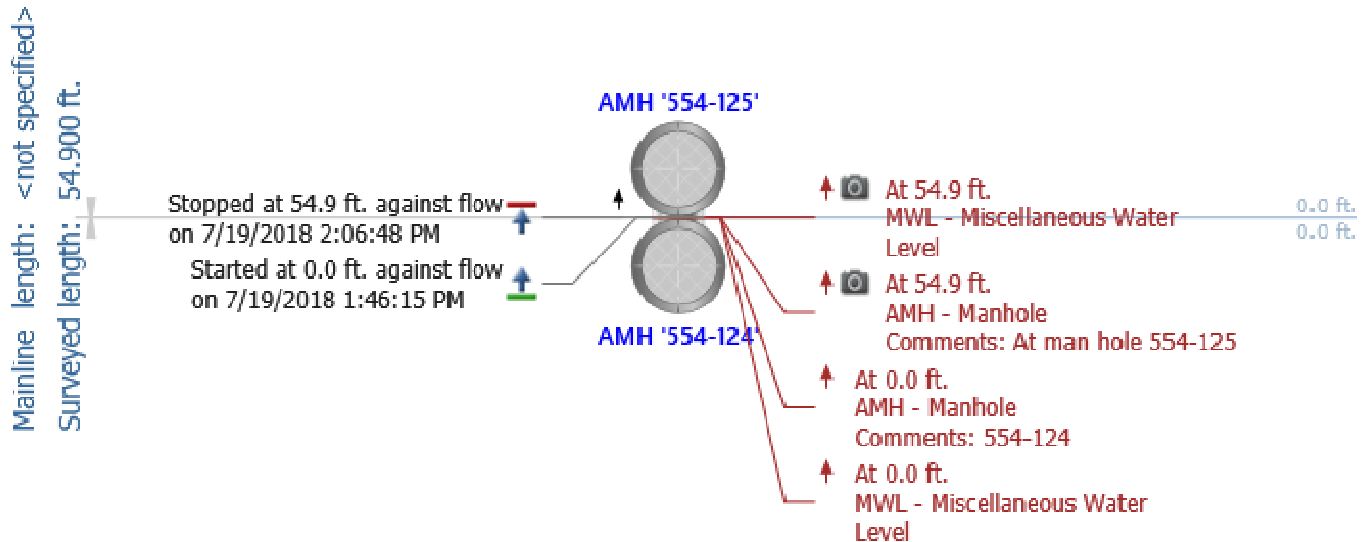 Mainline length: <not specified>
Surveyed length: 54.900 ft.
AMH '554-125'
Stopped at 54.9 ft. against flow
on 7/19/2018 2:06:48 PM
Started at 0.0 ft. against flow
on 7/19/2018 1:46:15 PM
AMH '554-124'
At 54.9 ft.
MWL - Miscellaneous Water
Level
At 54.9 ft.
AMH - Manhole
Comments: At man hole 554-125
At 0.0 ft.
AMH - Manhole
Comments: 554-124
At 0.0 ft.
MWL - Miscellaneous Water
Level
0.0 ft.
0.0 ft.